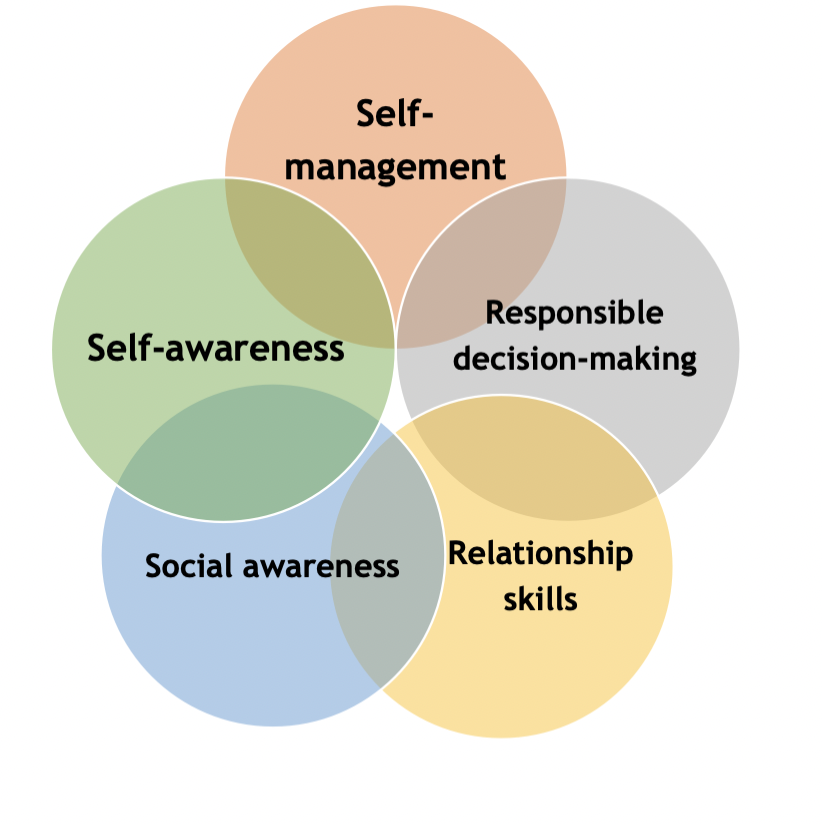 Self-
management
Responsible
decision-making
Self-awareness
Social awareness
Relationship
skills